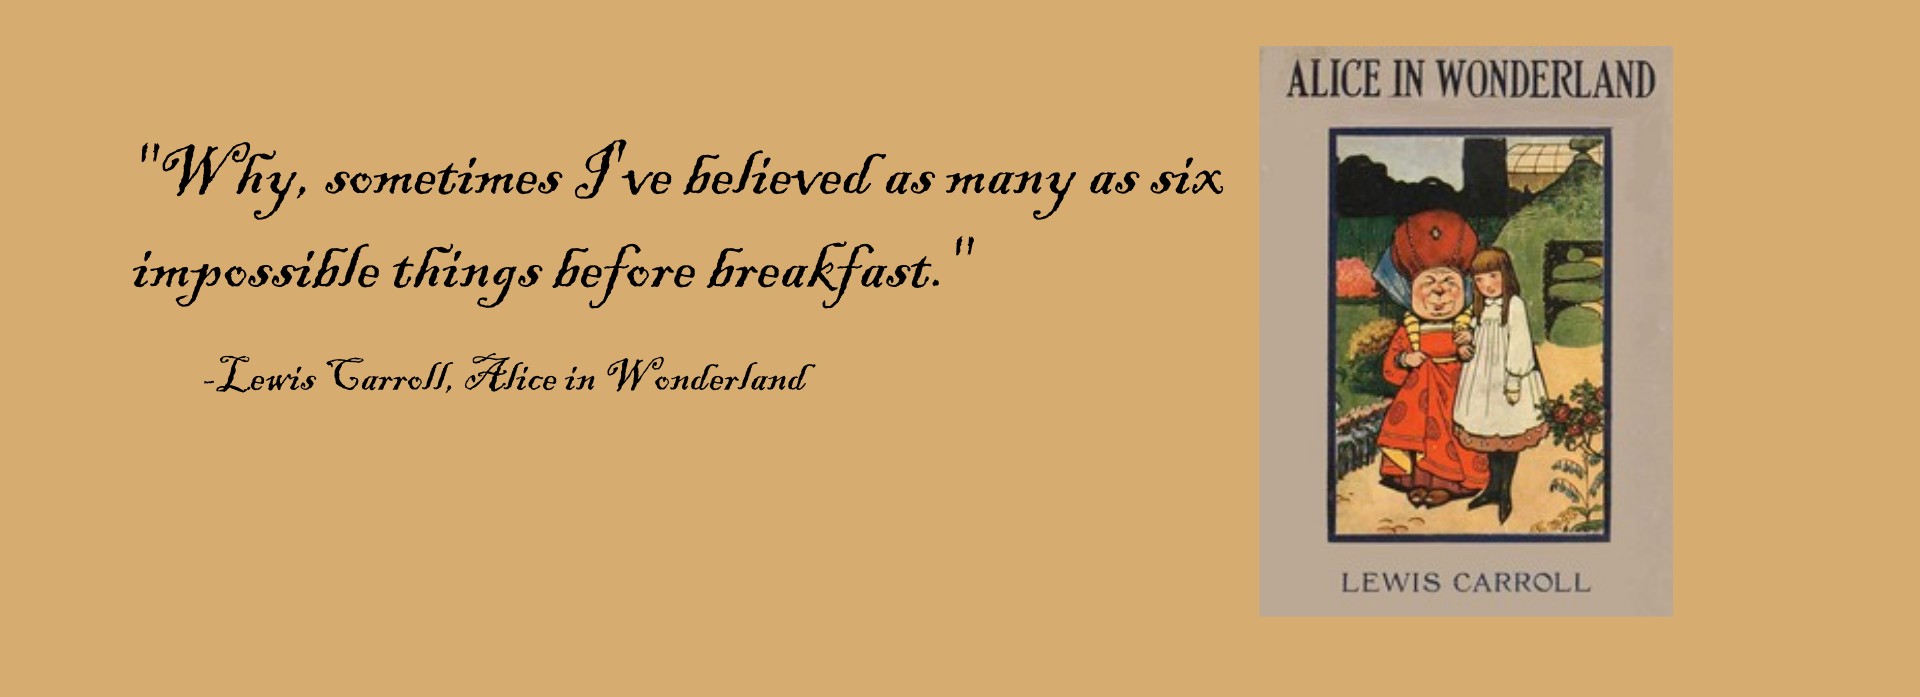 "Why, sometimes I've believed as many as six
impossible things before breakfast."
-Lewis Carroll, Alice in Wonderland
ALICE IN WONDERLAND
LEWIS CARROLL